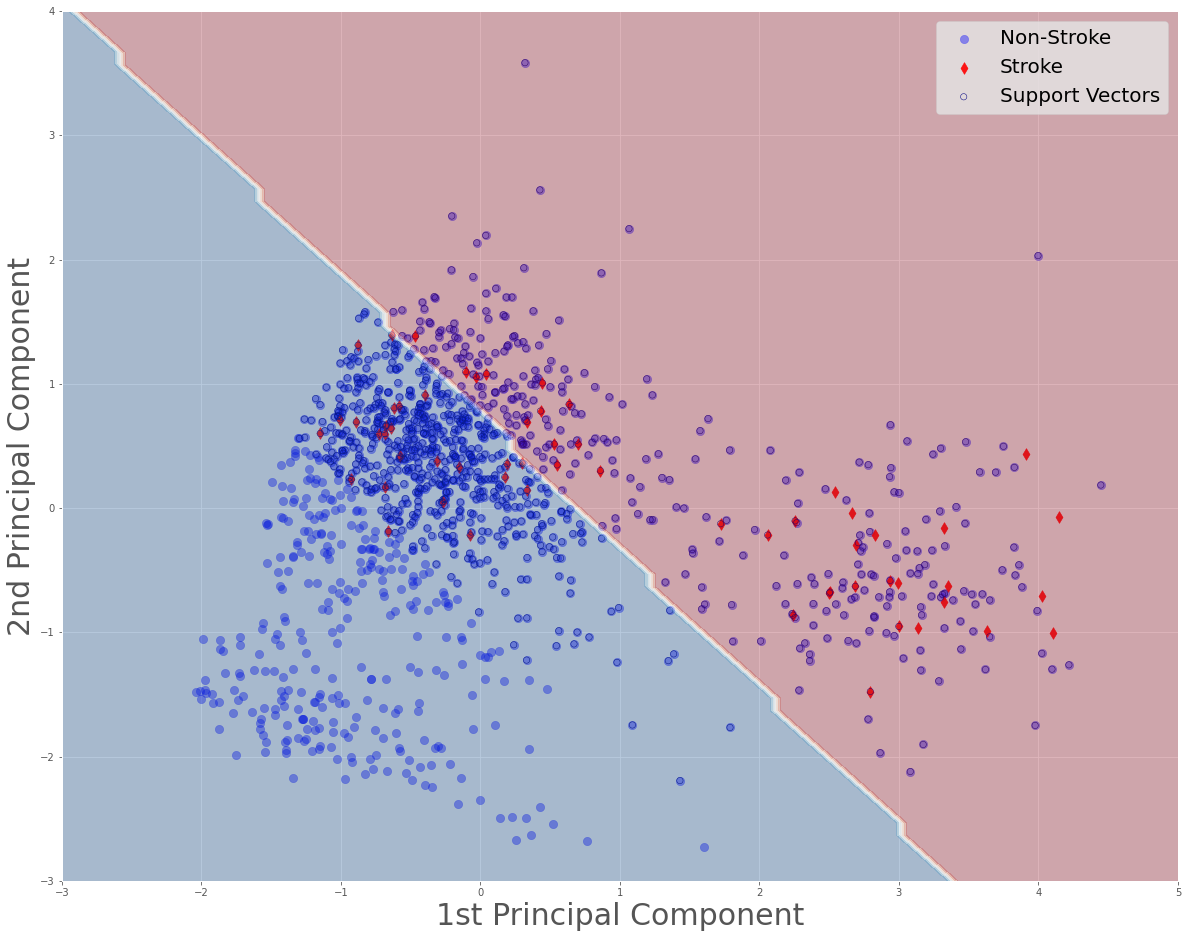 4
3
2
1
0
−1
−2
−3
2nd Principal Component
Non-Stroke
Stroke
Support Vectors
−3 −2 −1 0 1 2 3 4 5
1st Principal Component